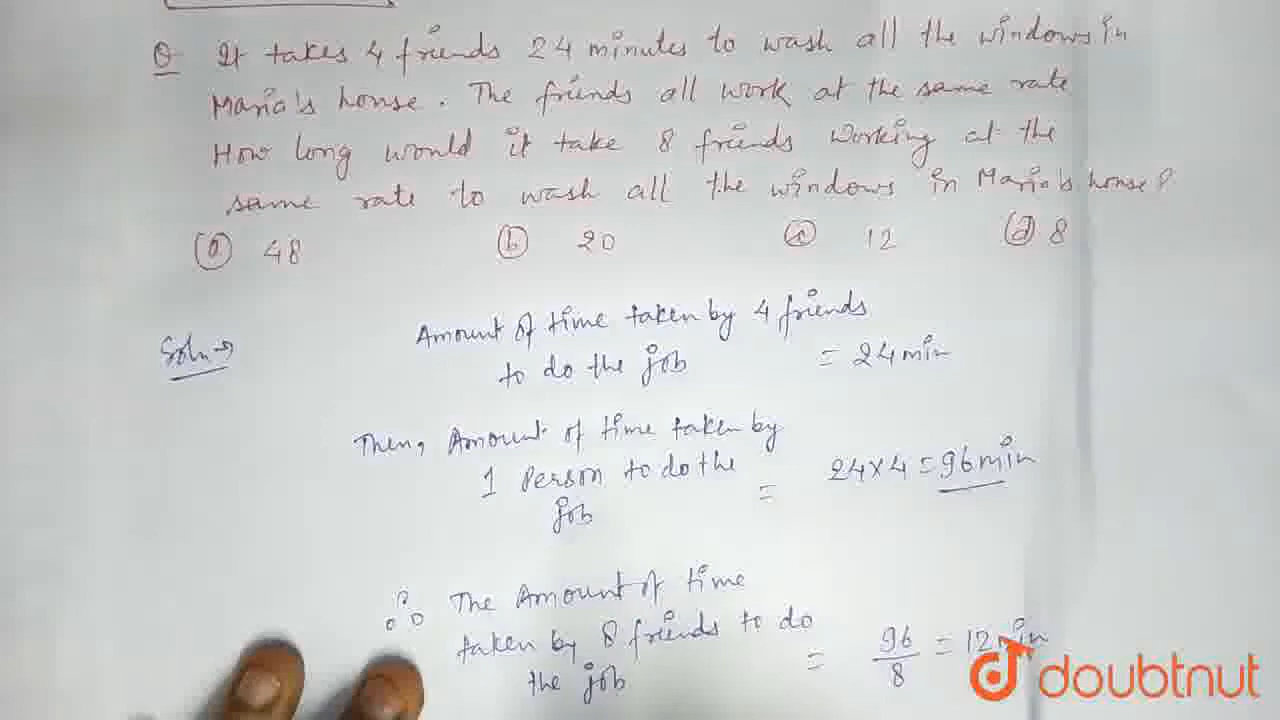 Q It takes 4 friends 24 minutes to wash all the windows in
Maria's house. The friends all work at the same rate
How long would it take 8 friends working at the
same rate to wash all the windows in Maria's house?
(a) 48 (b) 20 (c) 12 (d) 8
Soln→ Amount of time taken by 4 friends
to do the job = 24 min
Then, Amount of time taken by
1 Person to do the = 24×4 = 96 min
job
∴ The Amount of time
taken by 8 friends to do = 96/8 = 12 min
the job
doubtnut